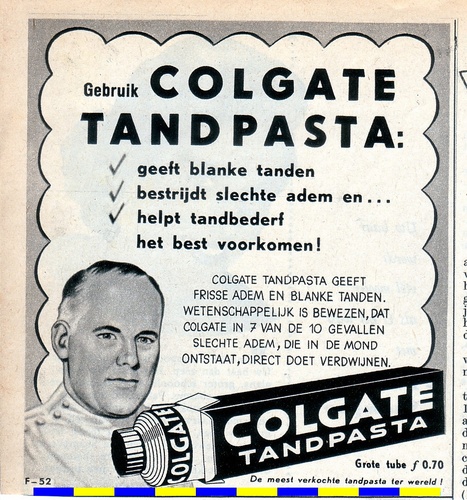 Gebruik COLGATE
TANDPASTA:
geeft blanke tanden
bestrijdt slechte adem en...
helpt tandbederf
het best voorkomen!
COLGATE TANDPASTA GEEFT
FRISSE ADEM EN BLANKE TANDEN.
WETENSCHAPPELIJK IS BEWEZEN, DAT
COLGATE IN 7 VAN DE 10 GEVALLEN
SLECHTE ADEM, DIE IN DE MOND
ONTSTAAT, DIRECT DOET VERDWIJNEN.
COLGATE
COLGATE
TANDPASTA
Grote tube ƒ 0.70
F-52
De meest verkochte tandpasta ter wereld!